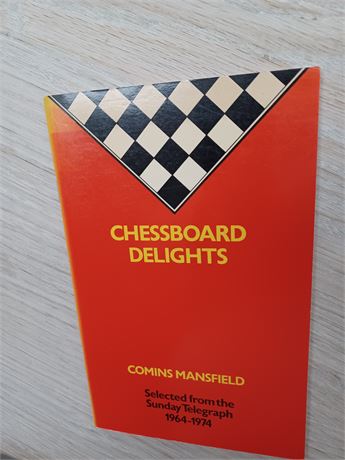 CHESSBOARD
DELIGHTS
COMINS MANSFIELD
Selected from the
Sunday Telegraph
1964-1974